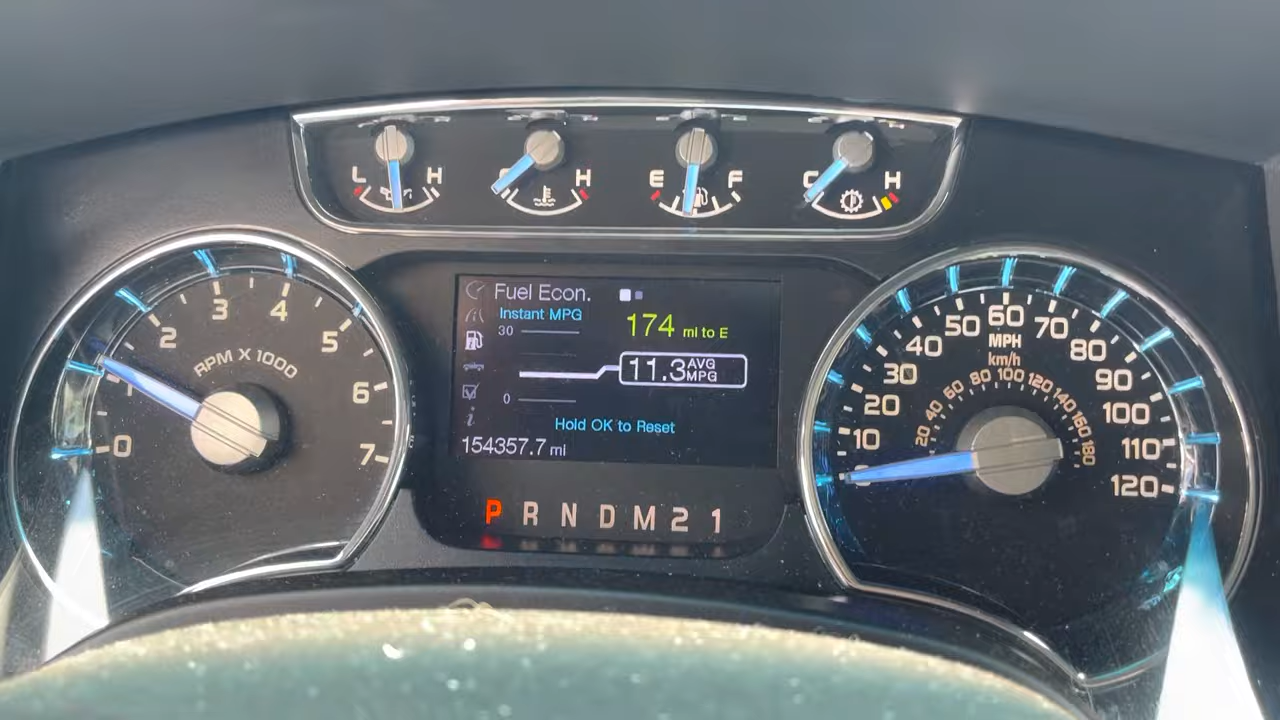 L H
C H
E F
C H
0 1 2 3 4 5 6 7
RPM X 1000
Fuel Econ.
Instant MPG
174 mi to E
30
11.3 AVG MPG
0
Hold OK to Reset
154357.7 mi
P R N D M 2 1
0 10 20 30 40 50 60 70 80 90 100 110 120
MPH
km/h
20 40 60 80 100 120 140 160 180